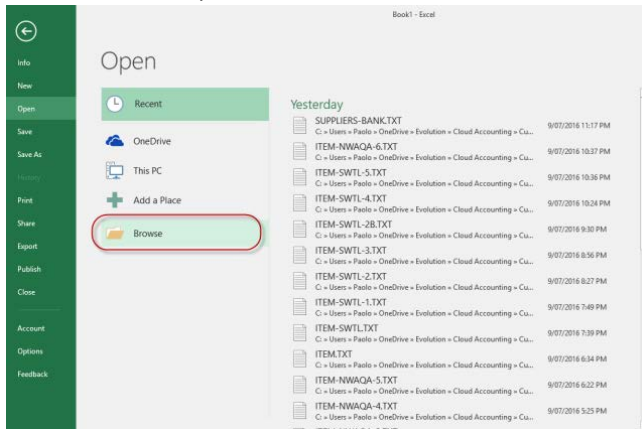 Book1 - Excel
Info
New
Open
Save
Save As
History
Print
Share
Export
Publish
Close
Account
Options
Feedback
Open
Recent
OneDrive
This PC
Add a Place
Browse
Yesterday
SUPPLIERS-BANK.TXT
C: » Users » Paolo » OneDrive » Evolution » Cloud Accounting » Cu...
9/07/2016 11:17 PM
ITEM-NWAQA-6.TXT
C: » Users » Paolo » OneDrive » Evolution » Cloud Accounting » Cu...
9/07/2016 10:37 PM
ITEM-SWTL-5.TXT
C: » Users » Paolo » OneDrive » Evolution » Cloud Accounting » Cu...
9/07/2016 10:36 PM
ITEM-SWTL-4.TXT
C: » Users » Paolo » OneDrive » Evolution » Cloud Accounting » Cu...
9/07/2016 10:24 PM
ITEM-SWTL-2B.TXT
C: » Users » Paolo » OneDrive » Evolution » Cloud Accounting » Cu...
9/07/2016 9:30 PM
ITEM-SWTL-3.TXT
C: » Users » Paolo » OneDrive » Evolution » Cloud Accounting » Cu...
9/07/2016 8:56 PM
ITEM-SWTL-2.TXT
C: » Users » Paolo » OneDrive » Evolution » Cloud Accounting » Cu...
9/07/2016 8:27 PM
ITEM-SWTL-1.TXT
C: » Users » Paolo » OneDrive » Evolution » Cloud Accounting » Cu...
9/07/2016 7:49 PM
ITEM-SWTL.TXT
C: » Users » Paolo » OneDrive » Evolution » Cloud Accounting » Cu...
9/07/2016 7:39 PM
ITEM.TXT
C: » Users » Paolo » OneDrive » Evolution » Cloud Accounting » Cu...
9/07/2016 6:34 PM
ITEM-NWAQA-5.TXT
C: » Users » Paolo » OneDrive » Evolution » Cloud Accounting » Cu...
9/07/2016 6:22 PM
ITEM-NWAQA-4.TXT
C: » Users » Paolo » OneDrive » Evolution » Cloud Accounting » Cu...
9/07/2016 5:25 PM